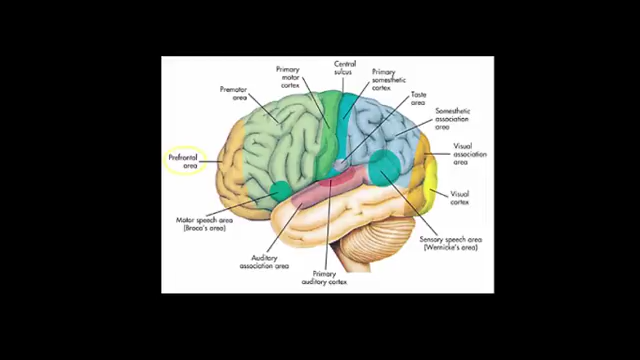 Central
sulcus
Primary
motor
cortex
Primary
somesthetic
cortex
Premotor
area
Taste
area
Somesthetic
association
area
Prefrontal
area
Visual
association
area
Visual
cortex
Motor speech area
(Broca's area)
Sensory speech area
(Wernicke's area)
Auditory
association area
Primary
auditory cortex